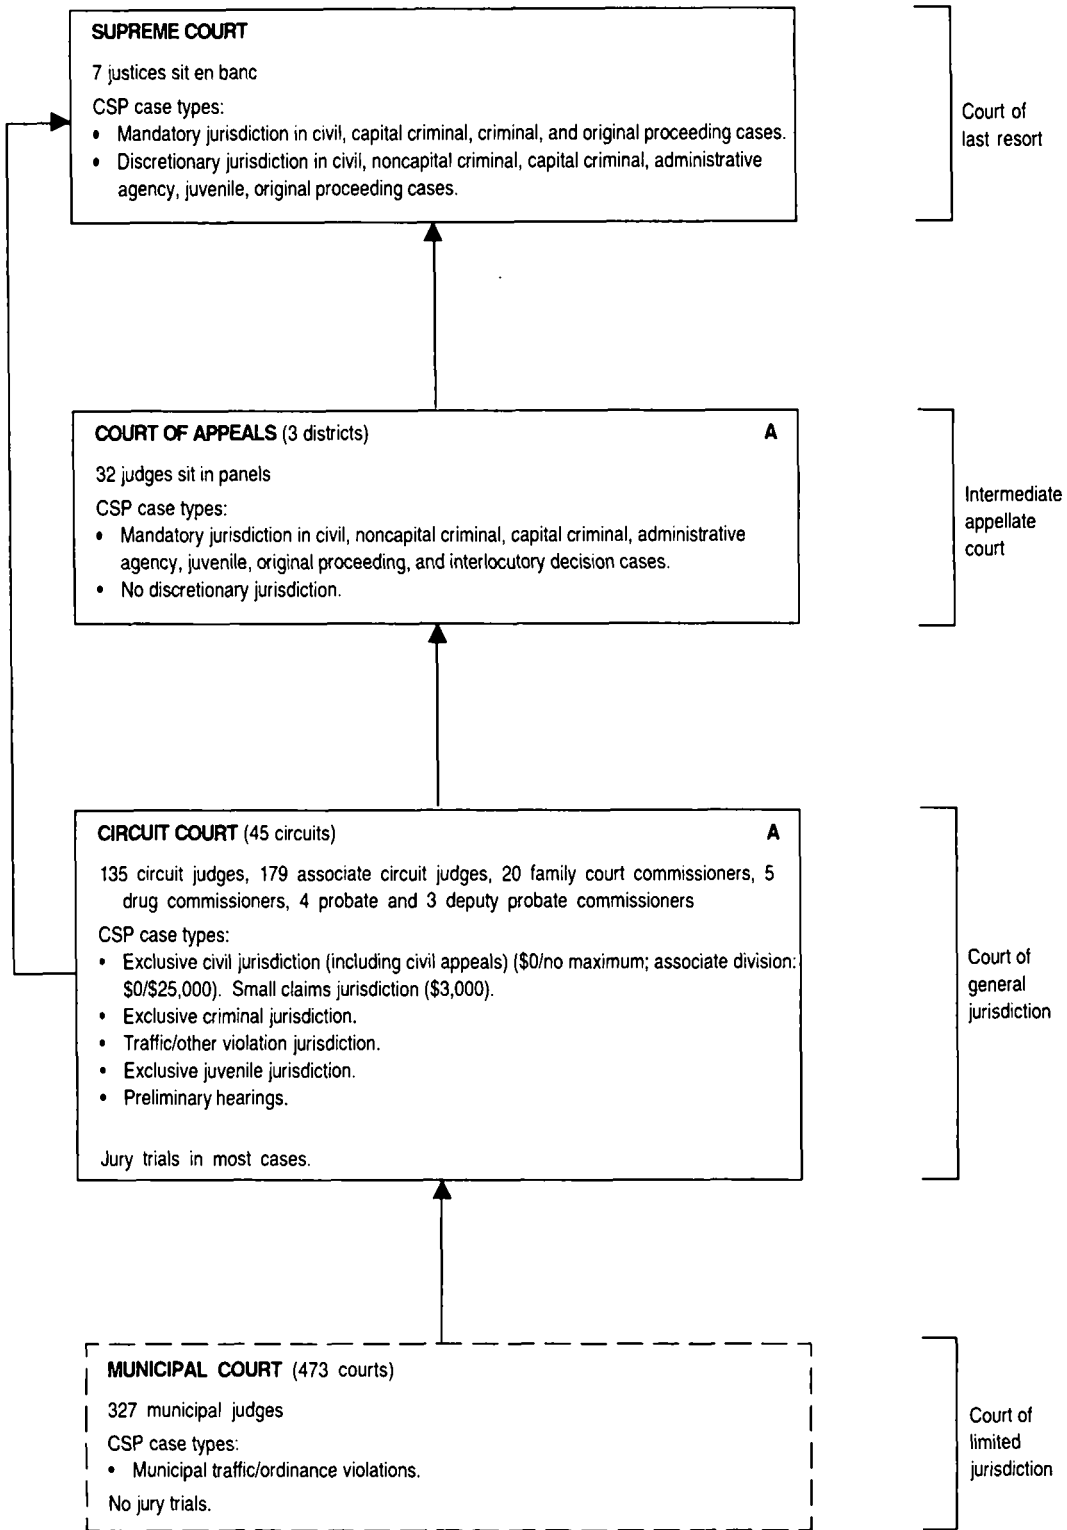 SUPREME COURT
7 justices sit en banc
CSP case types:
• Mandatory jurisdiction in civil, capital criminal, criminal, and original proceeding cases.
• Discretionary jurisdiction in civil, noncapital criminal, capital criminal, administrative
agency, juvenile, original proceeding cases.
Court of
last resort
COURT OF APPEALS (3 districts) A
32 judges sit in panels
CSP case types:
• Mandatory jurisdiction in civil, noncapital criminal, capital criminal, administrative
agency, juvenile, original proceeding, and interlocutory decision cases.
• No discretionary jurisdiction.
Intermediate
appellate
court
CIRCUIT COURT (45 circuits) A
135 circuit judges, 179 associate circuit judges, 20 family court commissioners, 5
drug commissioners, 4 probate and 3 deputy probate commissioners
CSP case types:
• Exclusive civil jurisdiction (including civil appeals) ($0/no maximum; associate division:
$0/$25,000). Small claims jurisdiction ($3,000).
• Exclusive criminal jurisdiction.
• Traffic/other violation jurisdiction.
• Exclusive juvenile jurisdiction.
• Preliminary hearings.
Jury trials in most cases.
Court of
general
jurisdiction
MUNICIPAL COURT (473 courts)
327 municipal judges
CSP case types:
• Municipal traffic/ordinance violations.
No jury trials.
Court of
limited
jurisdiction